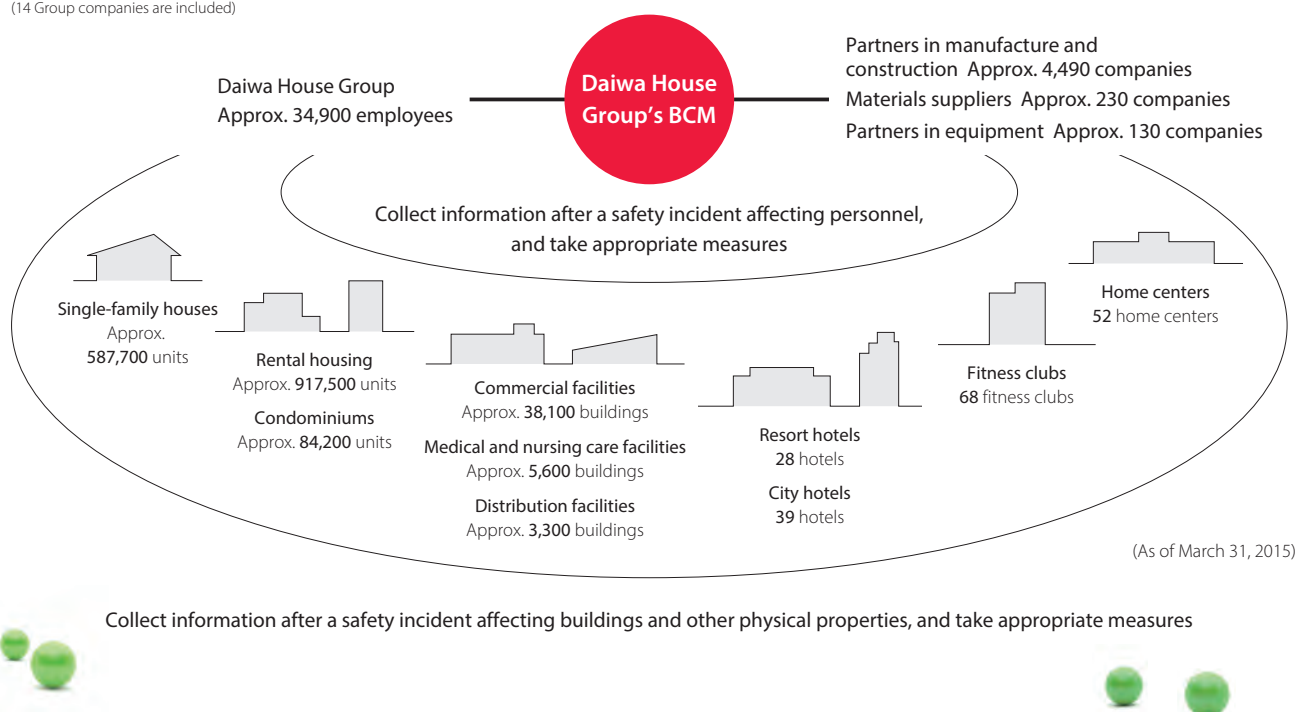 (14 Group companies are included)
Daiwa House Group
Approx. 34,900 employees
Daiwa House
Group's BCM
Partners in manufacture and
construction Approx. 4,490 companies
Materials suppliers Approx. 230 companies
Partners in equipment Approx. 130 companies
Collect information after a safety incident affecting personnel,
and take appropriate measures
Single-family houses
Approx.
587,700 units
Rental housing
Approx. 917,500 units
Condominiums
Approx. 84,200 units
Commercial facilities
Approx. 38,100 buildings
Medical and nursing care facilities
Approx. 5,600 buildings
Distribution facilities
Approx. 3,300 buildings
Resort hotels
28 hotels
City hotels
39 hotels
Fitness clubs
68 fitness clubs
Home centers
52 home centers
(As of March 31, 2015)
Collect information after a safety incident affecting buildings and other physical properties, and take appropriate measures